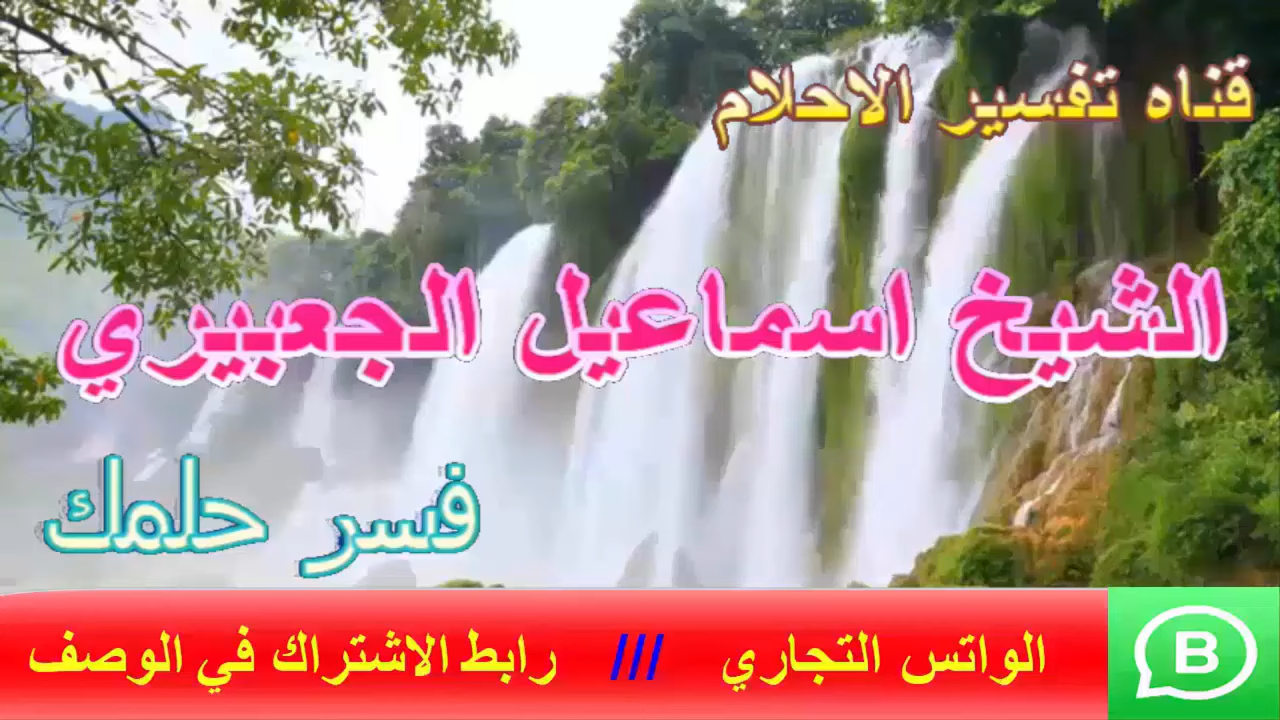 قناه تفسير الاحلام
الشيخ اسماعيل الجعبيري
فسر حلمك
الواتس التجاري /// رابط الاشتراك في الوصف
B